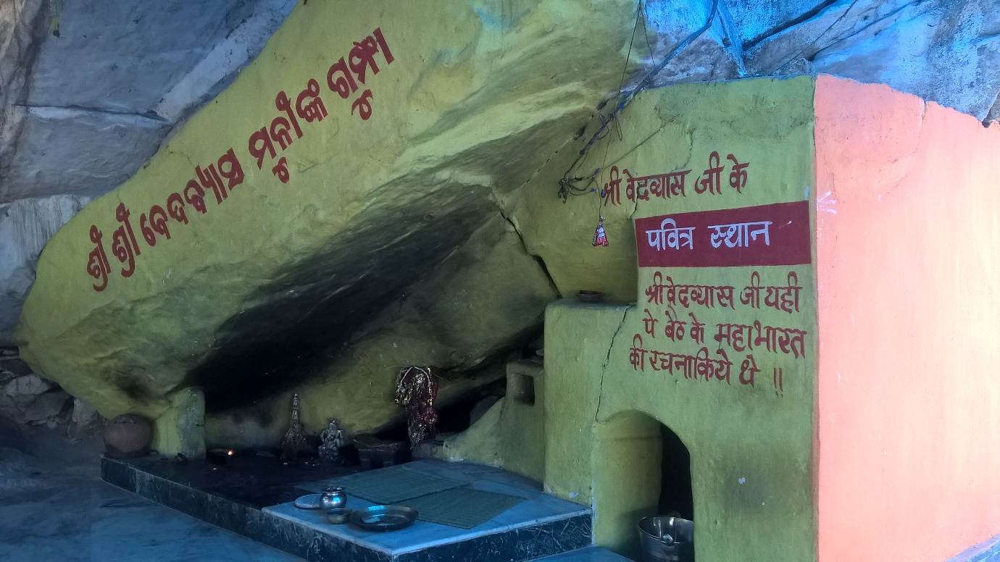 ଶ୍ରୀ ଶ୍ରୀ ବେଦବ୍ୟାସ ମୁନୀଙ୍କ ଗୁମ୍ଫା
श्री वेदव्यास जी के
पवित्र स्थान
श्री वेदव्यास जी यही
पे बैठ के महाभारत
की रचना किये थे ॥